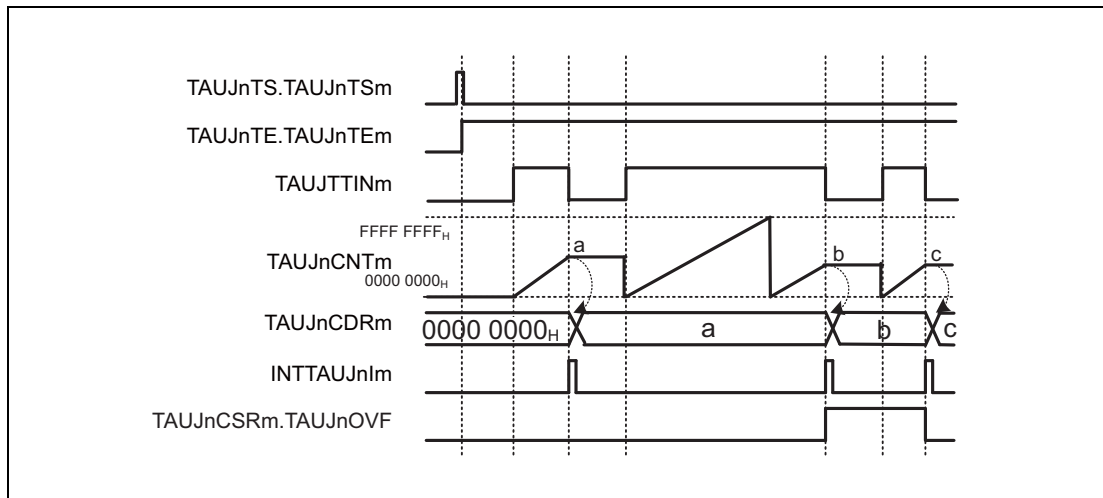 TAUJnTS.TAUJnTSm
TAUJnTE.TAUJnTEm
TAUJTTINm
FFFF FFFFH
a b c
TAUJnCNTm
0000 0000H
TAUJnCDRm 0000 0000H a b c
INTTAUJnIm
TAUJnCSRm.TAUJnOVF